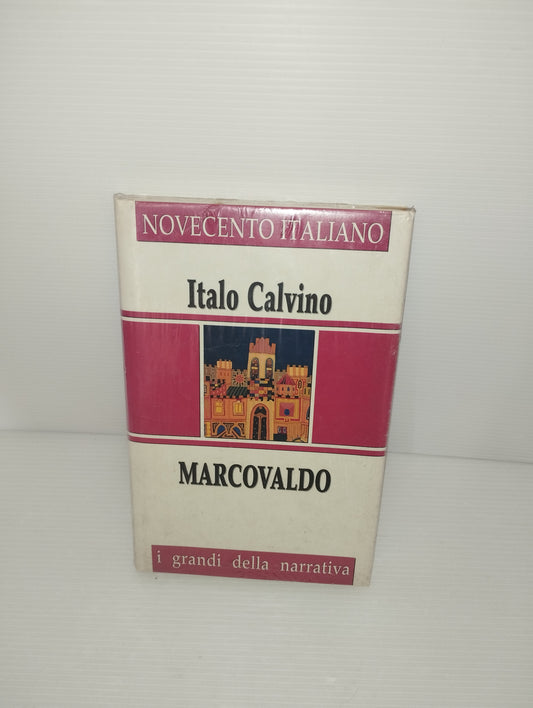 NOVECENTO ITALIANO
Italo Calvino
MARCOVALDO
i grandi della narrativa